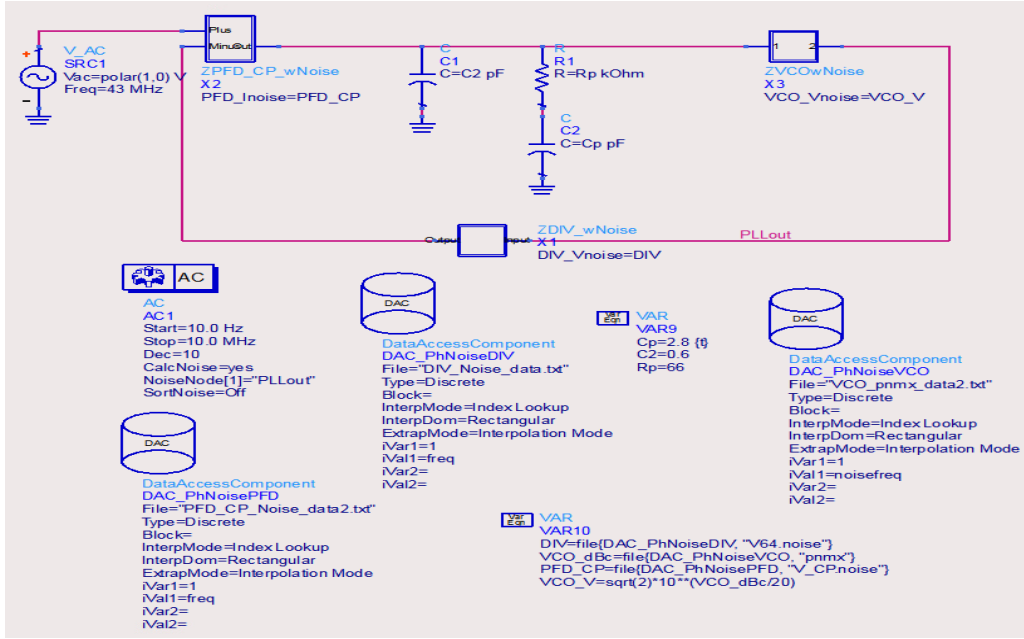 V_AC
SRC1
Vac=polar(1,0) V
Freq=43 MHz
Plus
MinuOut
ZPFD_CP_wNoise
X2
PFD_Inoise=PFD_CP
C
C1
C=C2 pF
R
R1
R=Rp kOhm
C
C2
C=Cp pF
1 2
ZVCOwNoise
X3
VCO_Vnoise=VCO_V
Outpu
Input
ZDIV_wNoise
X1
DIV_Vnoise=DIV
PLLout
AC
AC
AC1
Start=10.0 Hz
Stop=10.0 MHz
Dec=10
CalcNoise=yes
NoiseNode[1]="PLLout"
SortNoise=Off
DAC
DataAccessComponent
DAC_PhNoiseDIV
File="DIV_Noise_data.txt"
Type=Discrete
Block=
InterpMode=Index Lookup
InterpDom=Rectangular
ExtrapMode=Interpolation Mode
iVar1=1
iVal1=freq
iVar2=
iVal2=
Var
Eqn
VAR
VAR9
Cp=2.8 {t}
C2=0.6
Rp=66
DAC
DataAccessComponent
DAC_PhNoiseVCO
File="VCO_pnmx_data2.txt"
Type=Discrete
Block=
InterpMode=Index Lookup
InterpDom=Rectangular
ExtrapMode=Interpolation Mode
iVar1=1
iVal1=noisefreq
iVar2=
iVal2=
DAC
DataAccessComponent
DAC_PhNoisePFD
File="PFD_CP_Noise_data2.txt"
Type=Discrete
Block=
InterpMode=Index Lookup
InterpDom=Rectangular
ExtrapMode=Interpolation Mode
iVar1=1
iVal1=freq
iVar2=
iVal2=
Var
Eqn
VAR
VAR10
DIV=file{DAC_PhNoiseDIV, "V64.noise"}
VCO_dBc=file{DAC_PhNoiseVCO, "pnmx"}
PFD_CP=file{DAC_PhNoisePFD, "V_CP.noise"}
VCO_V=sqrt(2)*10**(VCO_dBc/20)